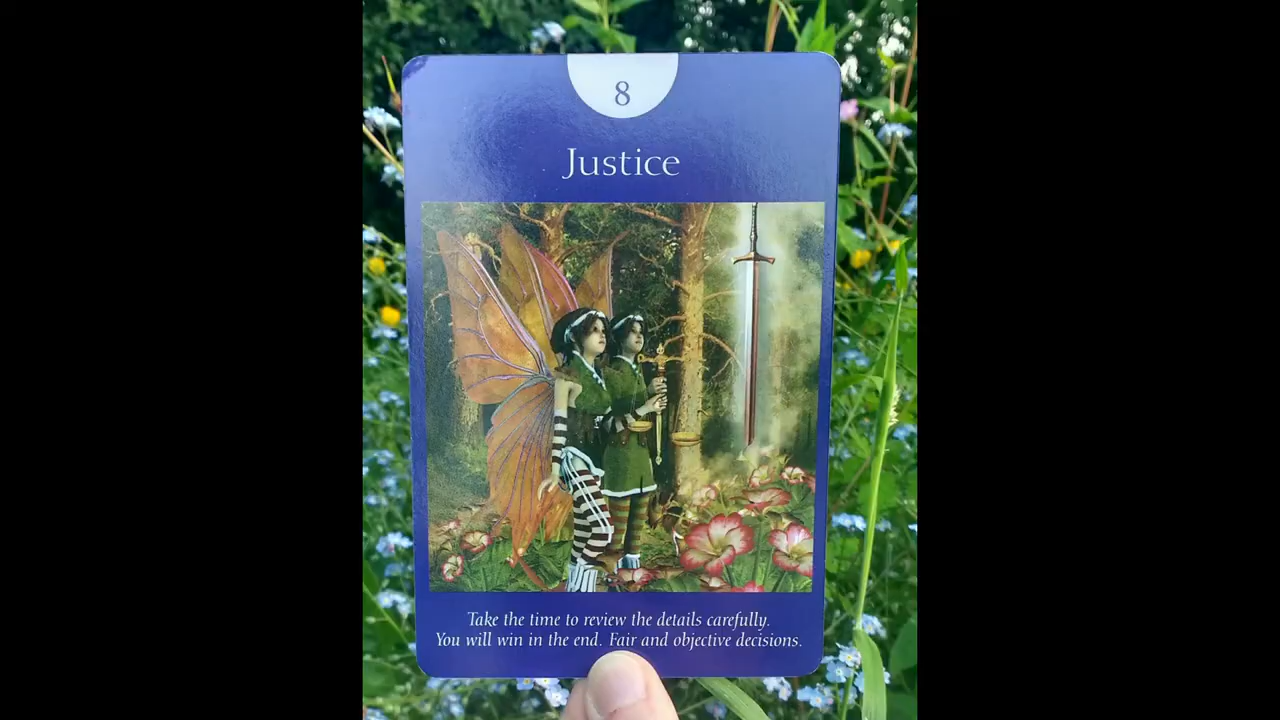 8
Justice
Take the time to review the details carefully.
You will win in the end. Fair and objective decisions.